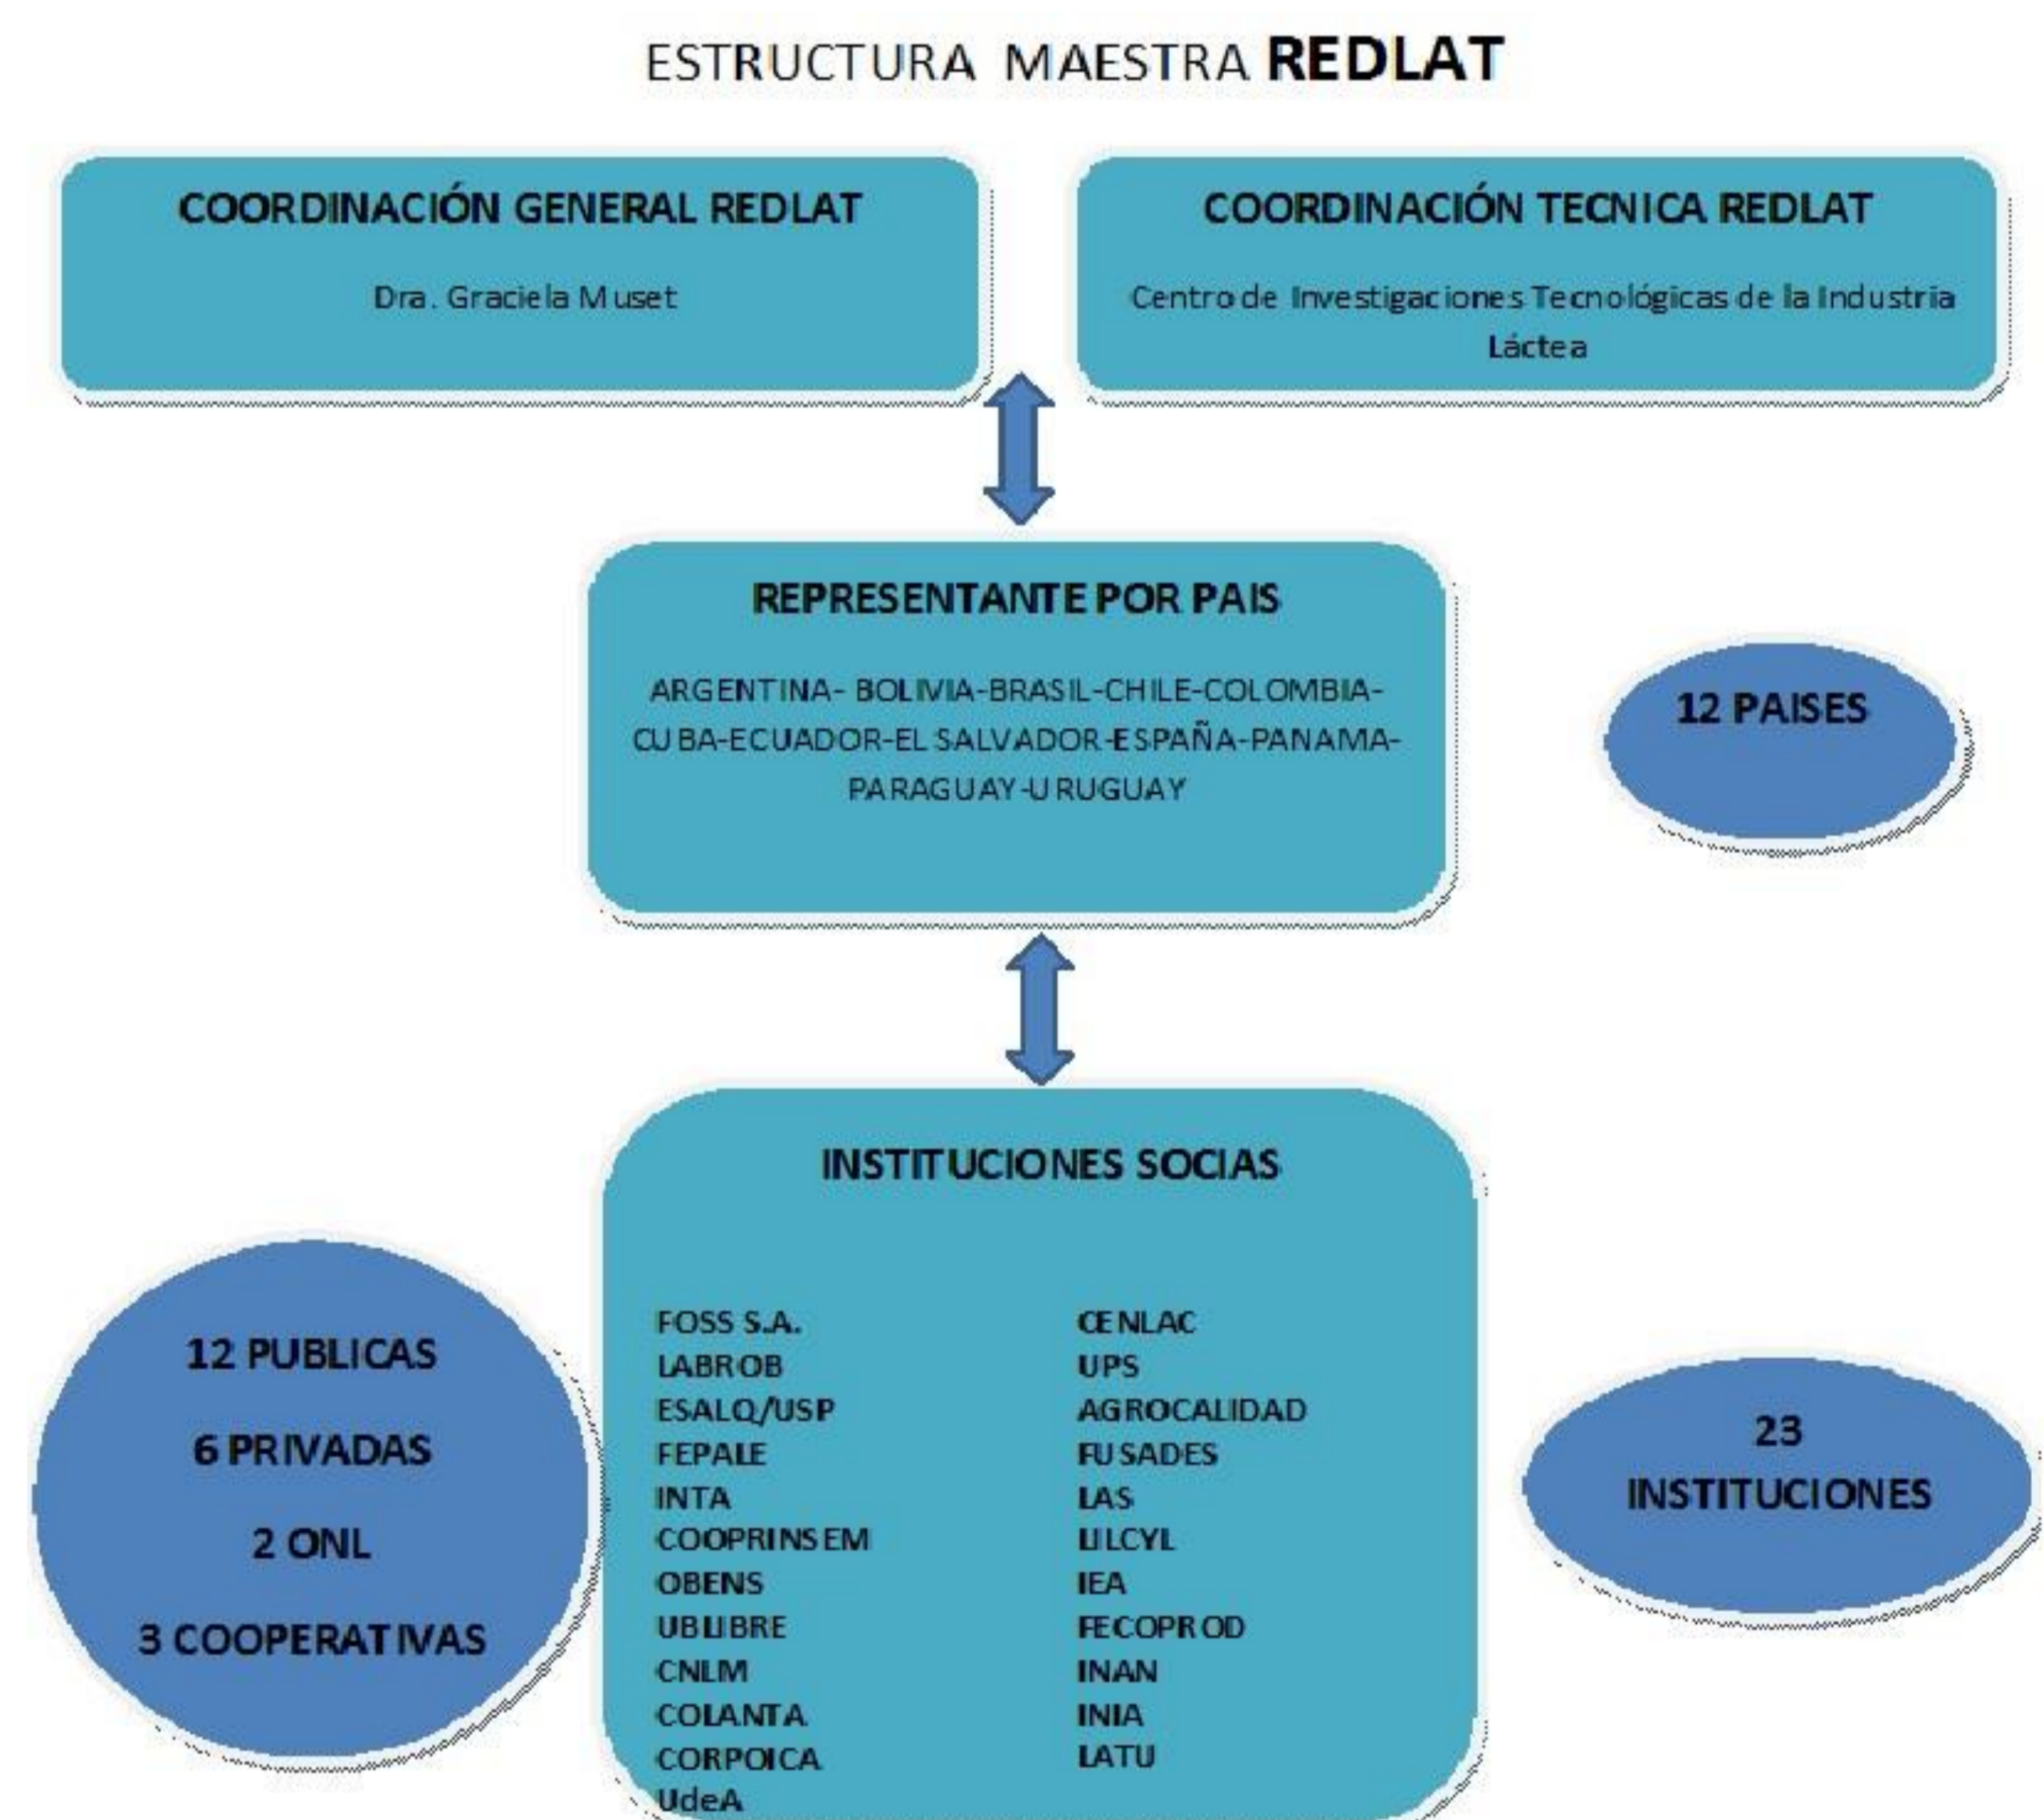 ESTRUCTURA MAESTRA REDLAT
COORDINACIÓN GENERAL REDLAT
Dra. Graciela Muset
COORDINACIÓN TECNICA REDLAT
Centro de Investigaciones Tecnológicas de la Industria
Láctea
REPRESENTANTE POR PAIS
ARGENTINA- BOLIVIA-BRASIL-CHILE-COLOMBIA-
CUBA-ECUADOR-EL SALVADOR-ESPAÑA-PANAMA-
PARAGUAY-URUGUAY
12 PAISES
INSTITUCIONES SOCIAS
12 PUBLICAS
6 PRIVADAS
2 ONL
3 COOPERATIVAS
FOSS S.A.
LABROB
ESALQ/USP
FEPALE
INTA
COOPRINSEM
OBENS
UBLIBRE
CNLM
COLANTA
CORPOICA
UdeA
CENLAC
UPS
AGROCALIDAD
FUSADES
LAS
LILCYL
IEA
FECOPROD
INAN
INIA
LATU
23
INSTITUCIONES